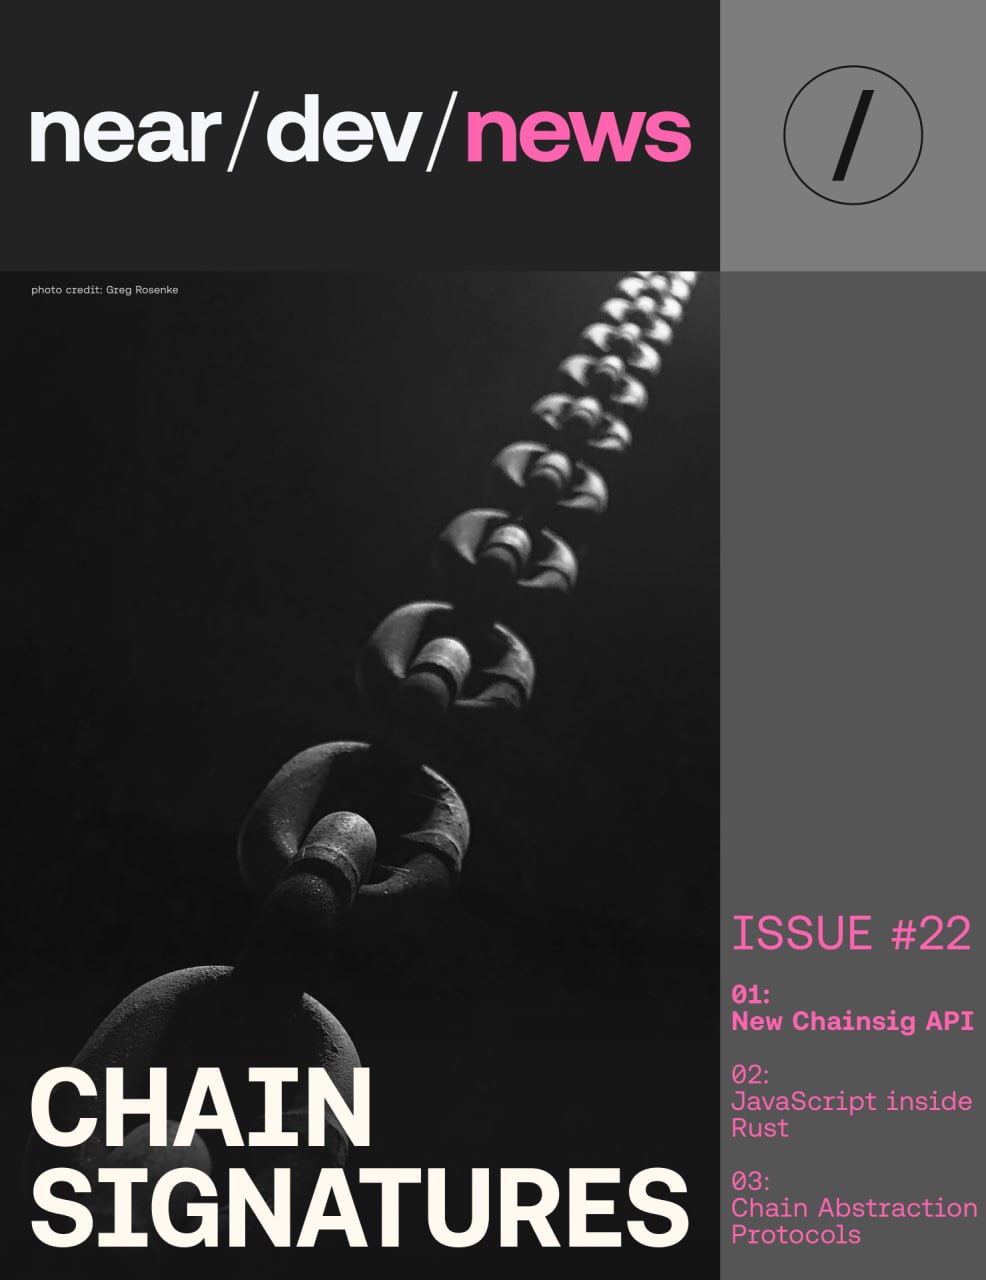 near/dev/news
/
photo credit: Greg Rosenke
ISSUE #22
01:
New Chainsig API
02:
JavaScript inside
Rust
03:
Chain Abstraction
Protocols
CHAIN
SIGNATURES